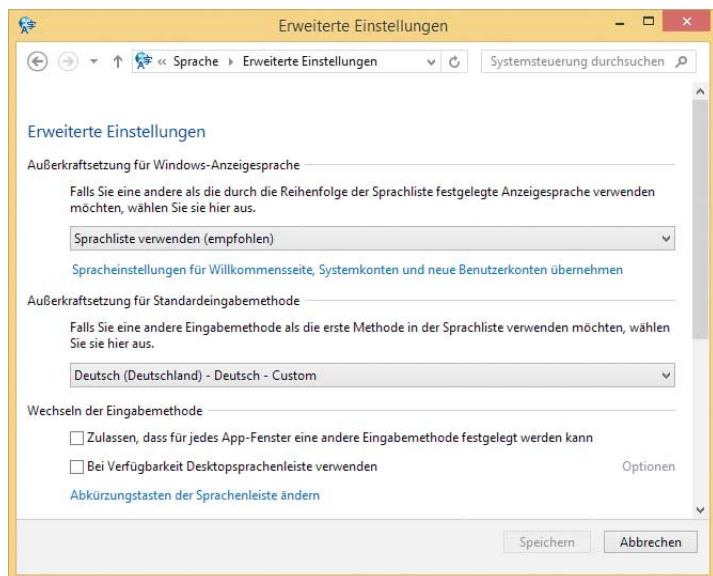 Erweiterte Einstellungen
« Sprache ▸ Erweiterte Einstellungen
Systemsteuerung durchsuchen
Erweiterte Einstellungen
Außerkraftsetzung für Windows-Anzeigesprache
Falls Sie eine andere als die durch die Reihenfolge der Sprachliste festgelegte Anzeigesprache verwenden
möchten, wählen Sie sie hier aus.
Sprachliste verwenden (empfohlen)
Spracheinstellungen für Willkommensseite, Systemkonten und neue Benutzerkonten übernehmen
Außerkraftsetzung für Standardeingabemethode
Falls Sie eine andere Eingabemethode als die erste Methode in der Sprachliste verwenden möchten, wählen
Sie sie hier aus.
Deutsch (Deutschland) - Deutsch - Custom
Wechseln der Eingabemethode
Zulassen, dass für jedes App-Fenster eine andere Eingabemethode festgelegt werden kann
Bei Verfügbarkeit Desktopsprachenleiste verwenden Optionen
Abkürzungstasten der Sprachenleiste ändern
Speichern Abbrechen